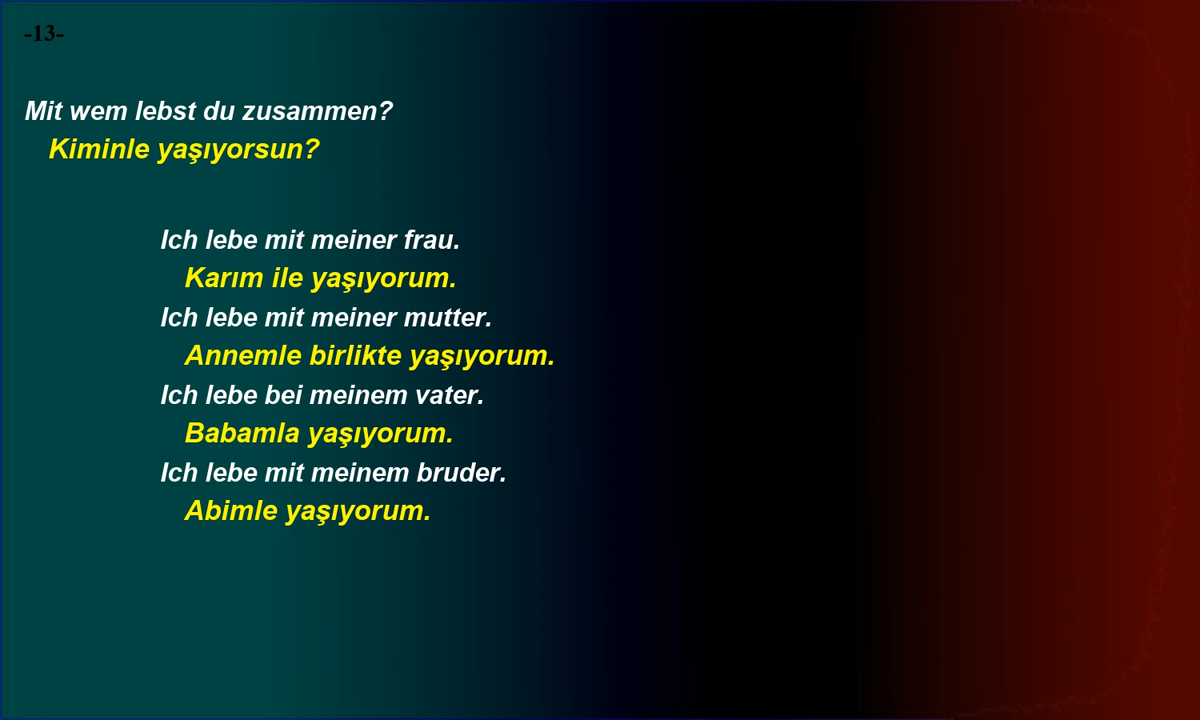 -13-
Mit wem lebst du zusammen?
Kiminle yaşıyorsun?
Ich lebe mit meiner frau.
Karım ile yaşıyorum.
Ich lebe mit meiner mutter.
Annemle birlikte yaşıyorum.
Ich lebe bei meinem vater.
Babamla yaşıyorum.
Ich lebe mit meinem bruder.
Abimle yaşıyorum.